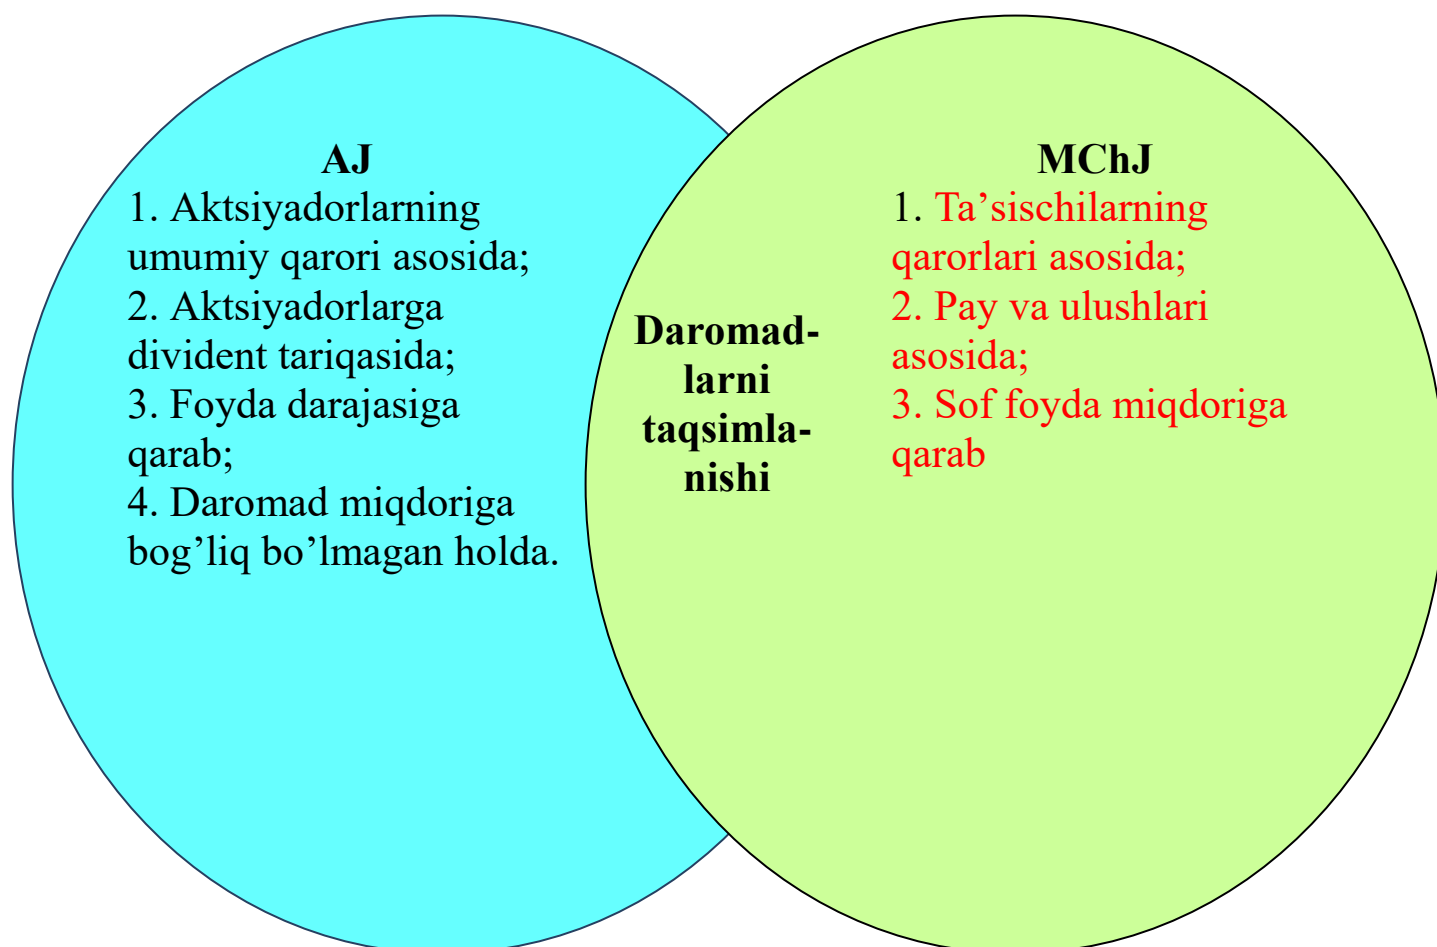 AJ
1. Aktsiyadorlarning
umumiy qarori asosida;
2. Aktsiyadorlarga
divident tariqasida;
3. Foyda darajasiga
qarab;
4. Daromad miqdoriga
bog’liq bo’lmagan holda.
Daromad-
larni
taqsimla-
nishi
MChJ
1. Ta’sischilarning
qarorlari asosida;
2. Pay va ulushlari
asosida;
3. Sof foyda miqdoriga
qarab